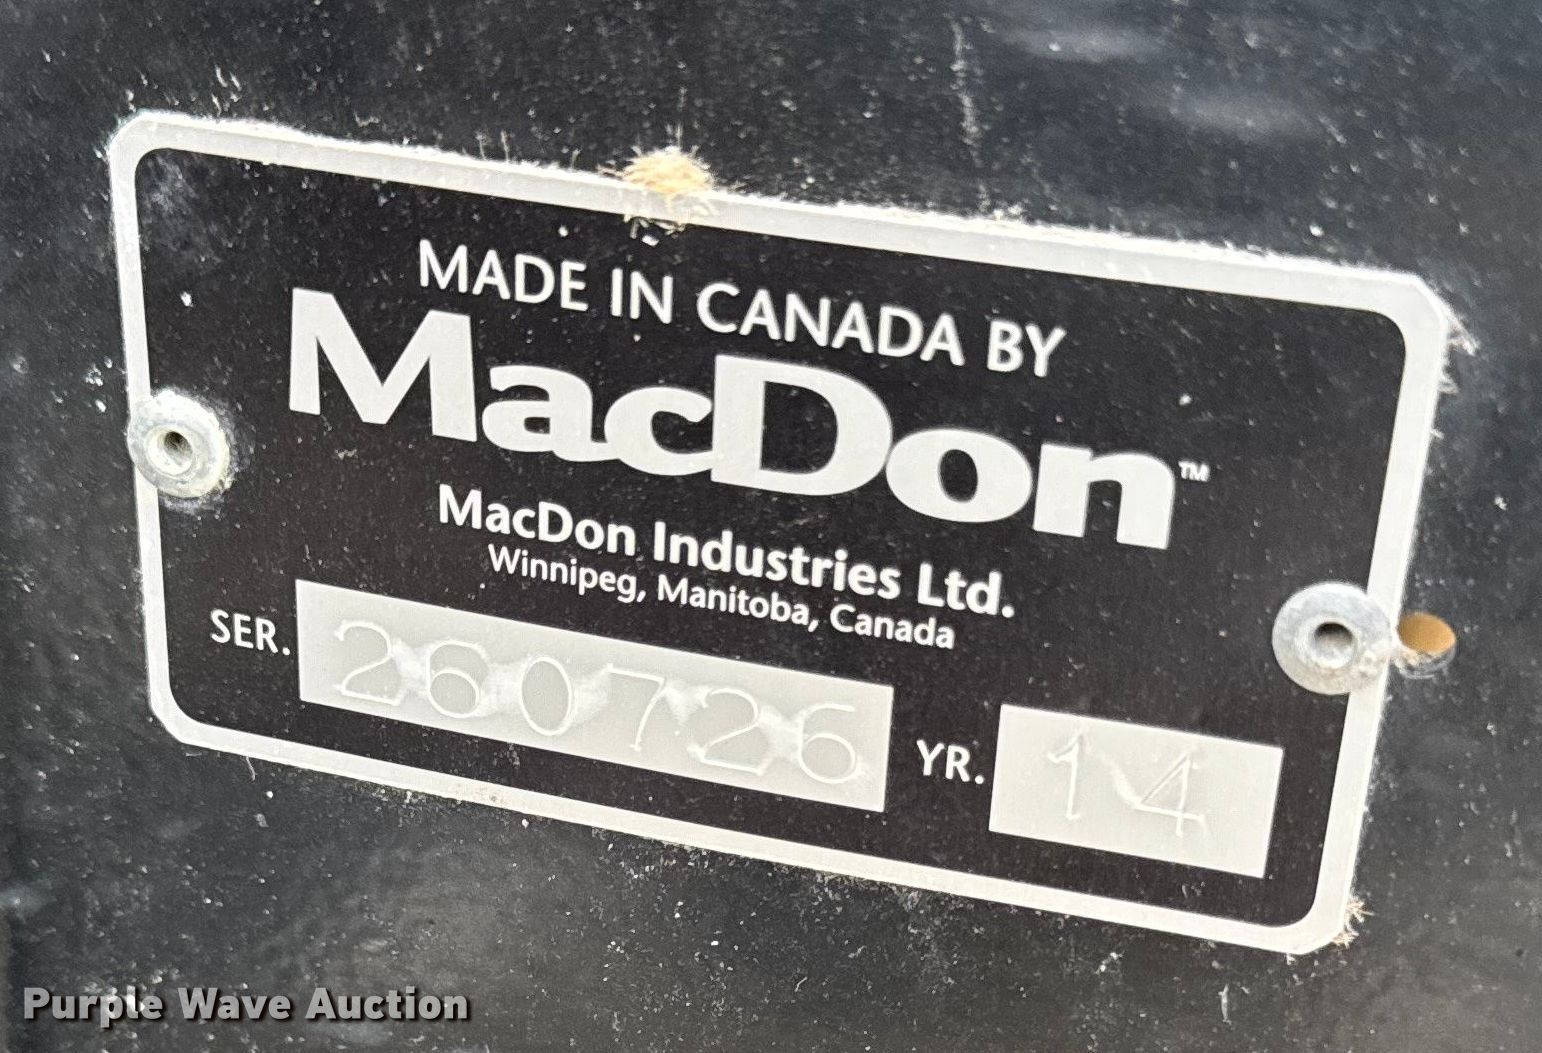 MADE IN CANADA BY
MacDon™
MacDon Industries Ltd.
Winnipeg, Manitoba, Canada
SER. 260726 YR. 14
Purple Wave Auction